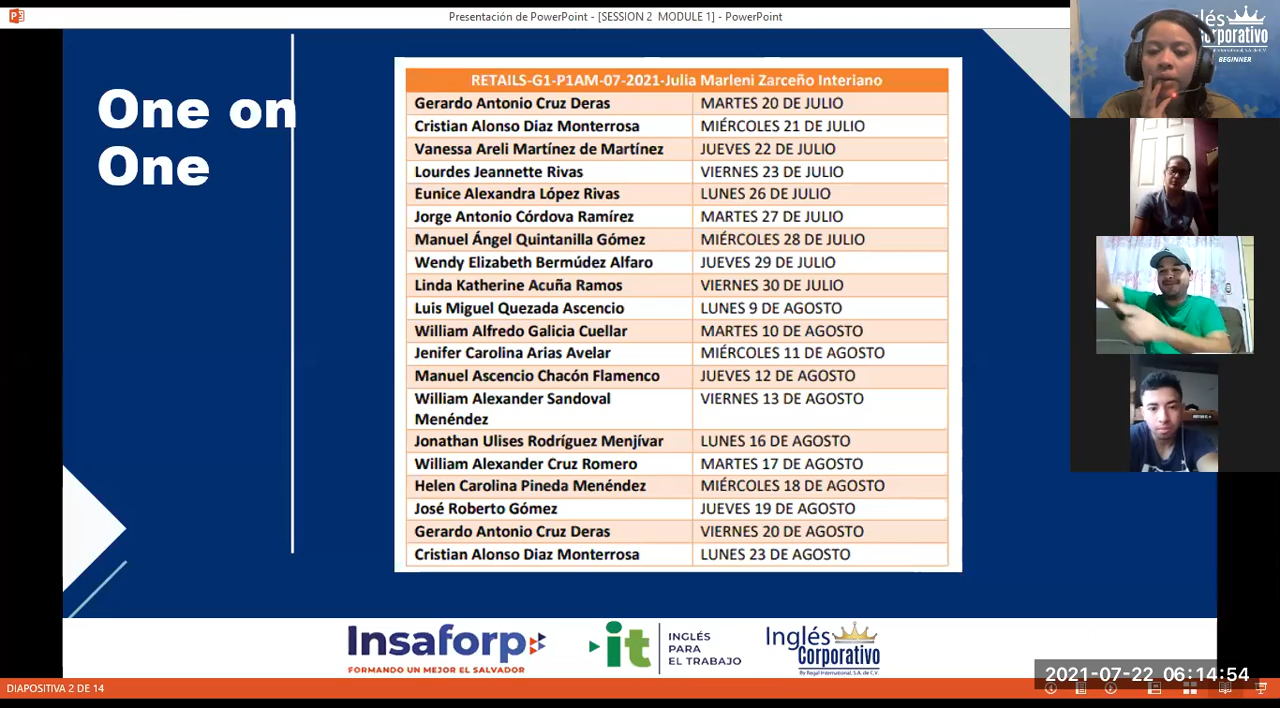 Presentación de PowerPoint - [SESSION 2 MODULE 1] - PowerPoint
Inglés
Corporativo
BEGINNER
One on
One
RETAILS-G1-P1AM-07-2021-Julia Marleni Zarceño Interiano
Gerardo Antonio Cruz Deras MARTES 20 DE JULIO
Cristian Alonso Diaz Monterrosa MIÉRCOLES 21 DE JULIO
Vanessa Areli Martínez de Martínez JUEVES 22 DE JULIO
Lourdes Jeannette Rivas VIERNES 23 DE JULIO
Eunice Alexandra López Rivas LUNES 26 DE JULIO
Jorge Antonio Córdova Ramírez MARTES 27 DE JULIO
Manuel Ángel Quintanilla Gómez MIÉRCOLES 28 DE JULIO
Wendy Elizabeth Bermúdez Alfaro JUEVES 29 DE JULIO
Linda Katherine Acuña Ramos VIERNES 30 DE JULIO
Luis Miguel Quezada Ascencio LUNES 9 DE AGOSTO
William Alfredo Galicia Cuellar MARTES 10 DE AGOSTO
Jenifer Carolina Arias Avelar MIÉRCOLES 11 DE AGOSTO
Manuel Ascencio Chacón Flamenco JUEVES 12 DE AGOSTO
William Alexander Sandoval VIERNES 13 DE AGOSTO
Menéndez
Jonathan Ulises Rodríguez Menjívar LUNES 16 DE AGOSTO
William Alexander Cruz Romero MARTES 17 DE AGOSTO
Helen Carolina Pineda Menéndez MIÉRCOLES 18 DE AGOSTO
José Roberto Gómez JUEVES 19 DE AGOSTO
Gerardo Antonio Cruz Deras VIERNES 20 DE AGOSTO
Cristian Alonso Diaz Monterrosa LUNES 23 DE AGOSTO
Insaforp
FORMANDO UN MEJOR EL SALVADOR
it
INGLÉS
PARA
EL TRABAJO
Inglés
Corporativo
By Regal International, S.A. de C.V.
2021-07-22 06:14:54
DIAPOSITIVA 2 DE 14